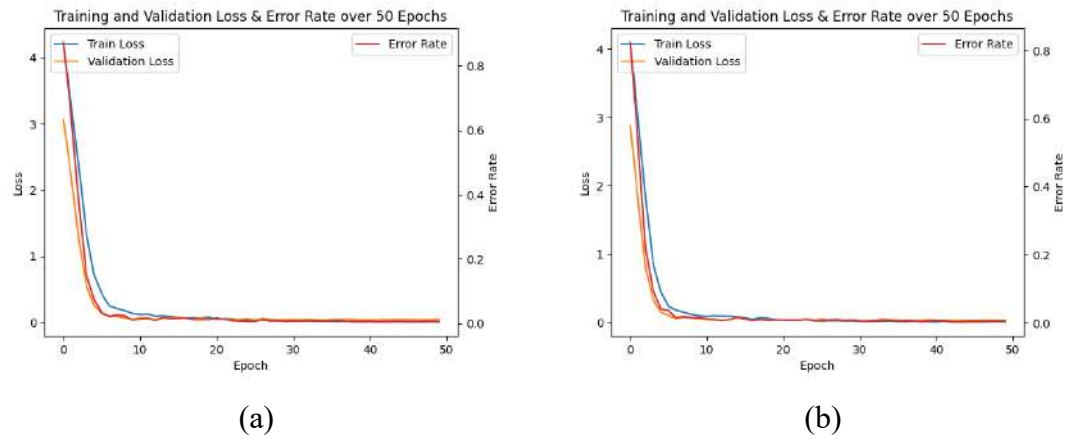 Training and Validation Loss & Error Rate over 50 Epochs
Train Loss
Validation Loss
Error Rate
4
3
2
1
0
Loss
0.8
0.6
0.4
0.2
0.0
Error Rate
0 10 20 30 40 50
Epoch
(a)
Training and Validation Loss & Error Rate over 50 Epochs
Train Loss
Validation Loss
Error Rate
4
3
2
1
0
Loss
0.8
0.6
0.4
0.2
0.0
Error Rate
0 10 20 30 40 50
Epoch
(b)